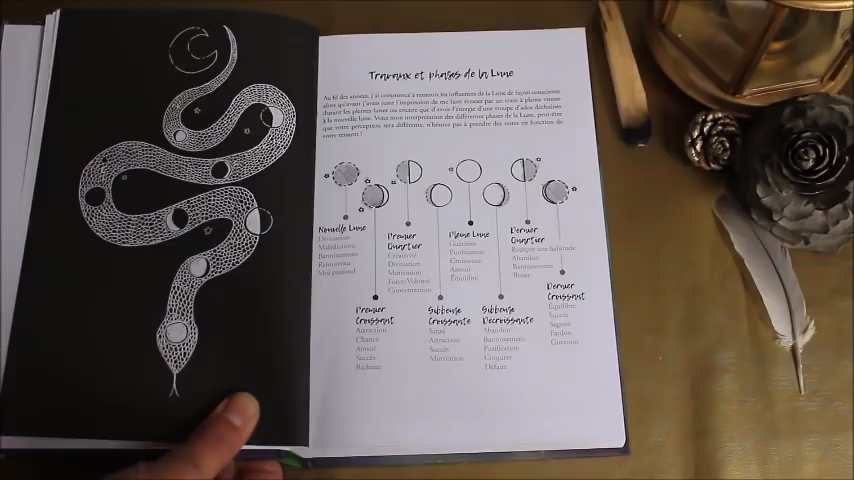 Travaux et phases de la Lune
Au fil des années, j'ai commencé à ressentir les influences de la Lune de façon consciente
alors qu'avant j'avais juste l'impression de me faire écraser par un train à pleine vitesse
durant les pleines lunes ou encore que d'avoir l'énergie d'une troupe d'ados déchaînés
à la nouvelle lune. Voici mon interprétation des différentes phases de la Lune, peut-être
que votre perception sera différente, n'hésitez pas à prendre des notes en fonction de
votre ressenti !
Nouvelle Lune
Divination
Malédictions
Bannissement
Renouveau
Moi profond
Premier
Croissant
Attraction
Chance
Amitié
Succès
Richesse
Premier
Quartier
Créativité
Divination
Motivation
Force/Volonté
Concentration
Gibbeuse
Croissante
Santé
Attraction
Succès
Motivation
Pleine Lune
Guérison
Purification
Croissance
Amour
Équilibre
Gibbeuse
Décroissante
Abandon
Bannissement
Purification
Conjurer
Défaire
Dernier
Quartier
Rompre une habitude
Abandon
Bannissement
Briser
Dernier
Croissant
Équilibre
Succès
Sagesse
Pardon
Guérison